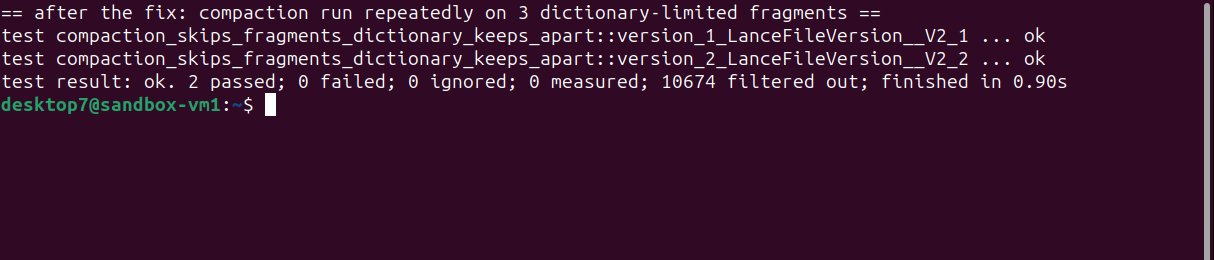 == after the fix: compaction run repeatedly on 3 dictionary-limited fragments ==
test compaction_skips_fragments_dictionary_keeps_apart::version_1_LanceFileVersion__V2_1 ... ok
test compaction_skips_fragments_dictionary_keeps_apart::version_2_LanceFileVersion__V2_2 ... ok
test result: ok. 2 passed; 0 failed; 0 ignored; 0 measured; 10674 filtered out; finished in 0.90s
desktop7@sandbox-vm1:~$